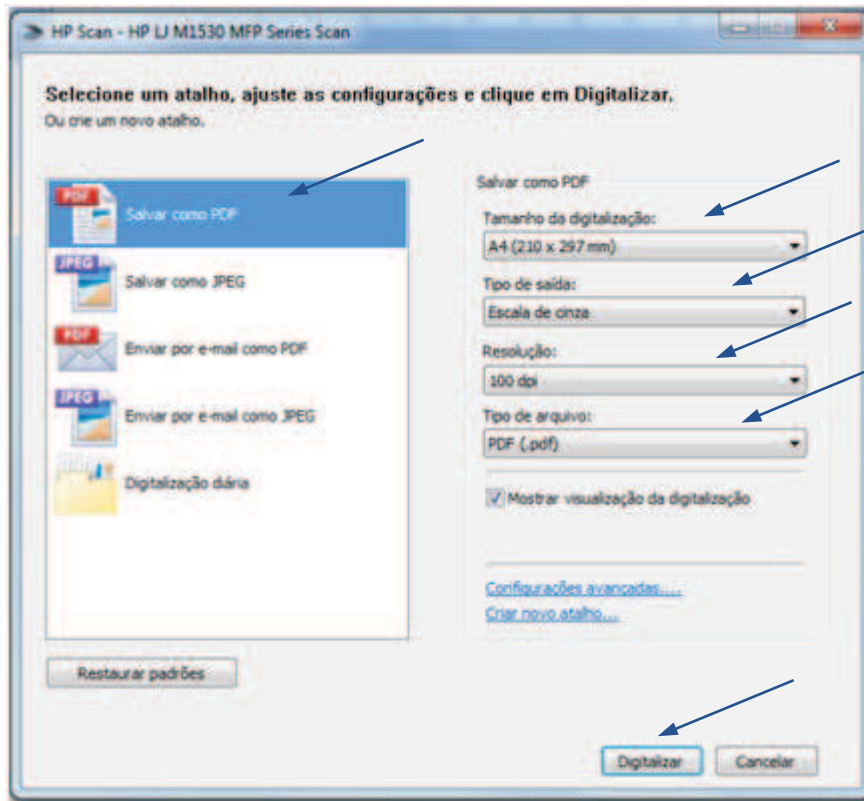 HP Scan - HP LJ M1530 MFP Series Scan
Selecione um atalho, ajuste as configurações e clique em Digitalizar.
Ou crie um novo atalho.
PDF
Salvar como PDF
JPEG
Salvar como JPEG
PDF
Enviar por e-mail como PDF
JPEG
Enviar por e-mail como JPEG
Digitalização diária
Restaurar padrões
Salvar como PDF
Tamanho da digitalização:
A4 (210 x 297 mm)
Tipo de saída:
Escala de cinza
Resolução:
100 dpi
Tipo de arquivo:
PDF (.pdf)
Mostrar visualização da digitalização
Configurações avançadas....
Criar novo atalho...
Digitalizar
Cancelar